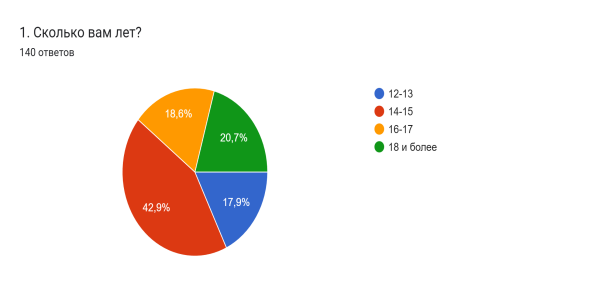 1. Сколько вам лет?
140 ответов
12-13
14-15
16-17
18 и более
18,6%
20,7%
42,9%
17,9%